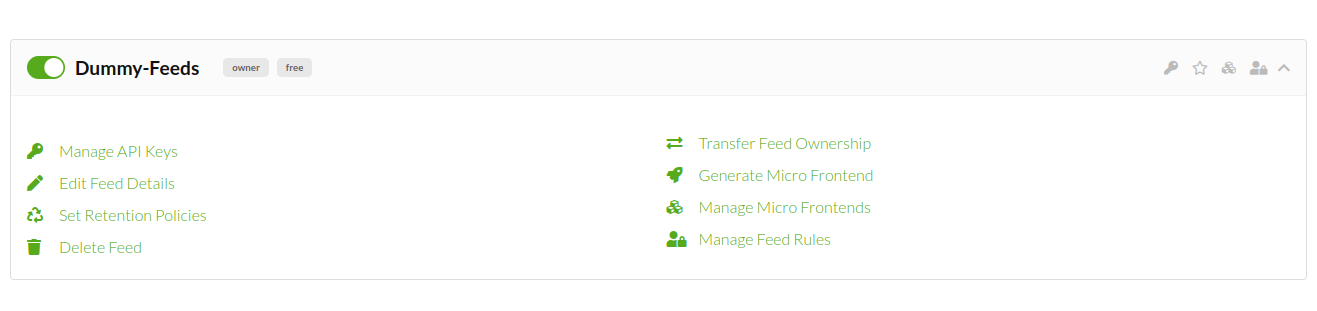 Dummy-Feeds owner free
Manage API Keys
Edit Feed Details
Set Retention Policies
Delete Feed
Transfer Feed Ownership
Generate Micro Frontend
Manage Micro Frontends
Manage Feed Rules